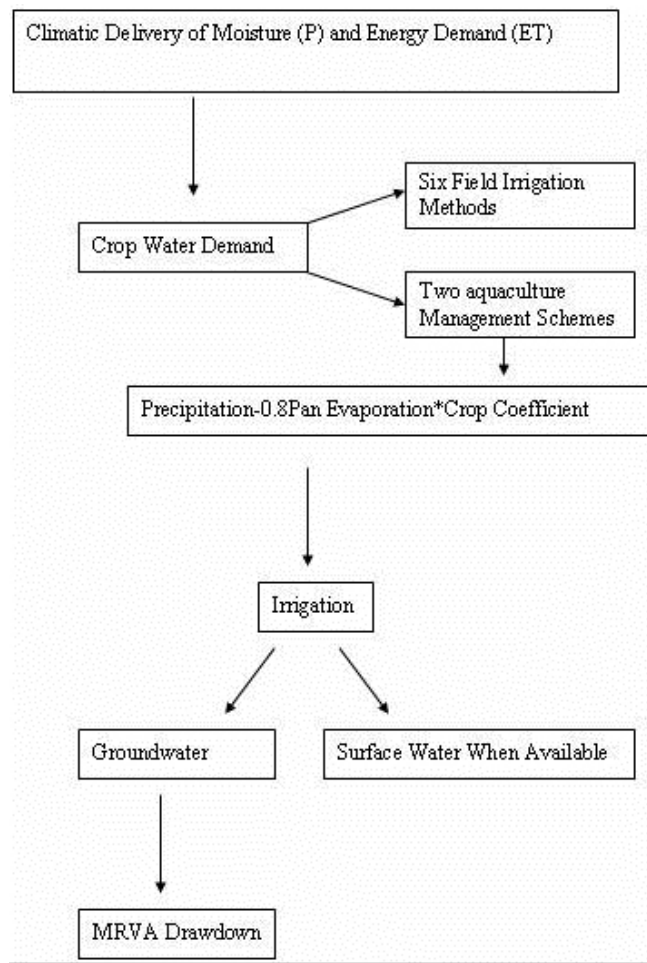 Climatic Delivery of Moisture (P) and Energy Demand (ET)
Six Field Irrigation
Methods
Crop Water Demand
Two aquaculture
Management Schemes
Precipitation-0.8Pan Evaporation*Crop Coefficient
Irrigation
Groundwater
Surface Water When Available
MRVA Drawdown